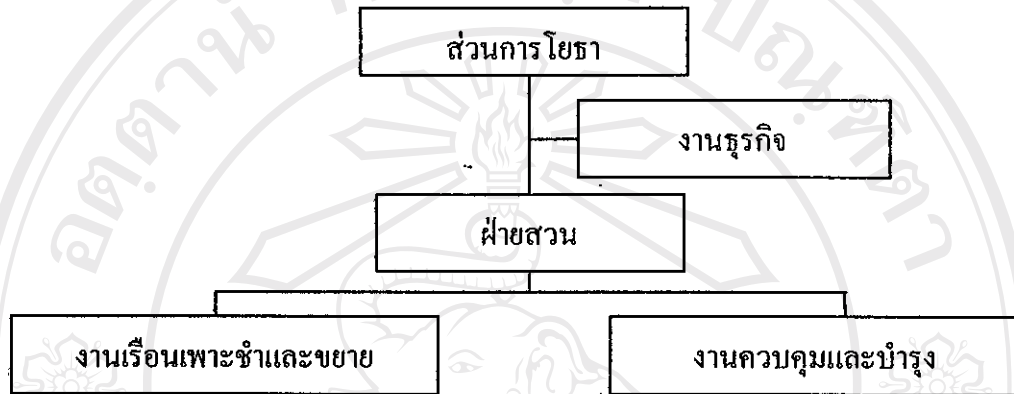 ส่วนการโยธา
งานธุรกิจ
ฝ่ายสวน
งานเรือนเพาะชำและขยาย
งานควบคุมและบำรุง